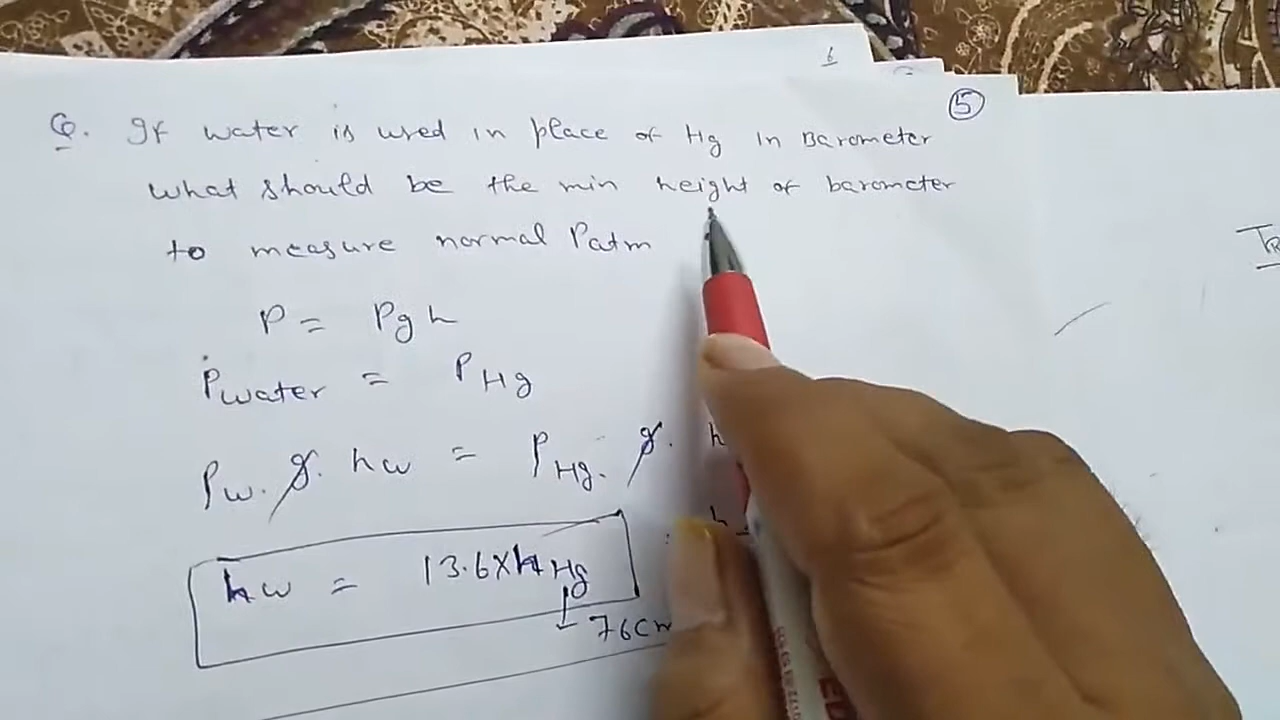 6
5
Q. If water is used in place of Hg in Barometer
what should be the min height of barometer
to measure normal Patm
P = ρgh
Pwater = PHg
ρw. g. hw = ρHg. g. h
hw = 13.6 x hHg
76cm